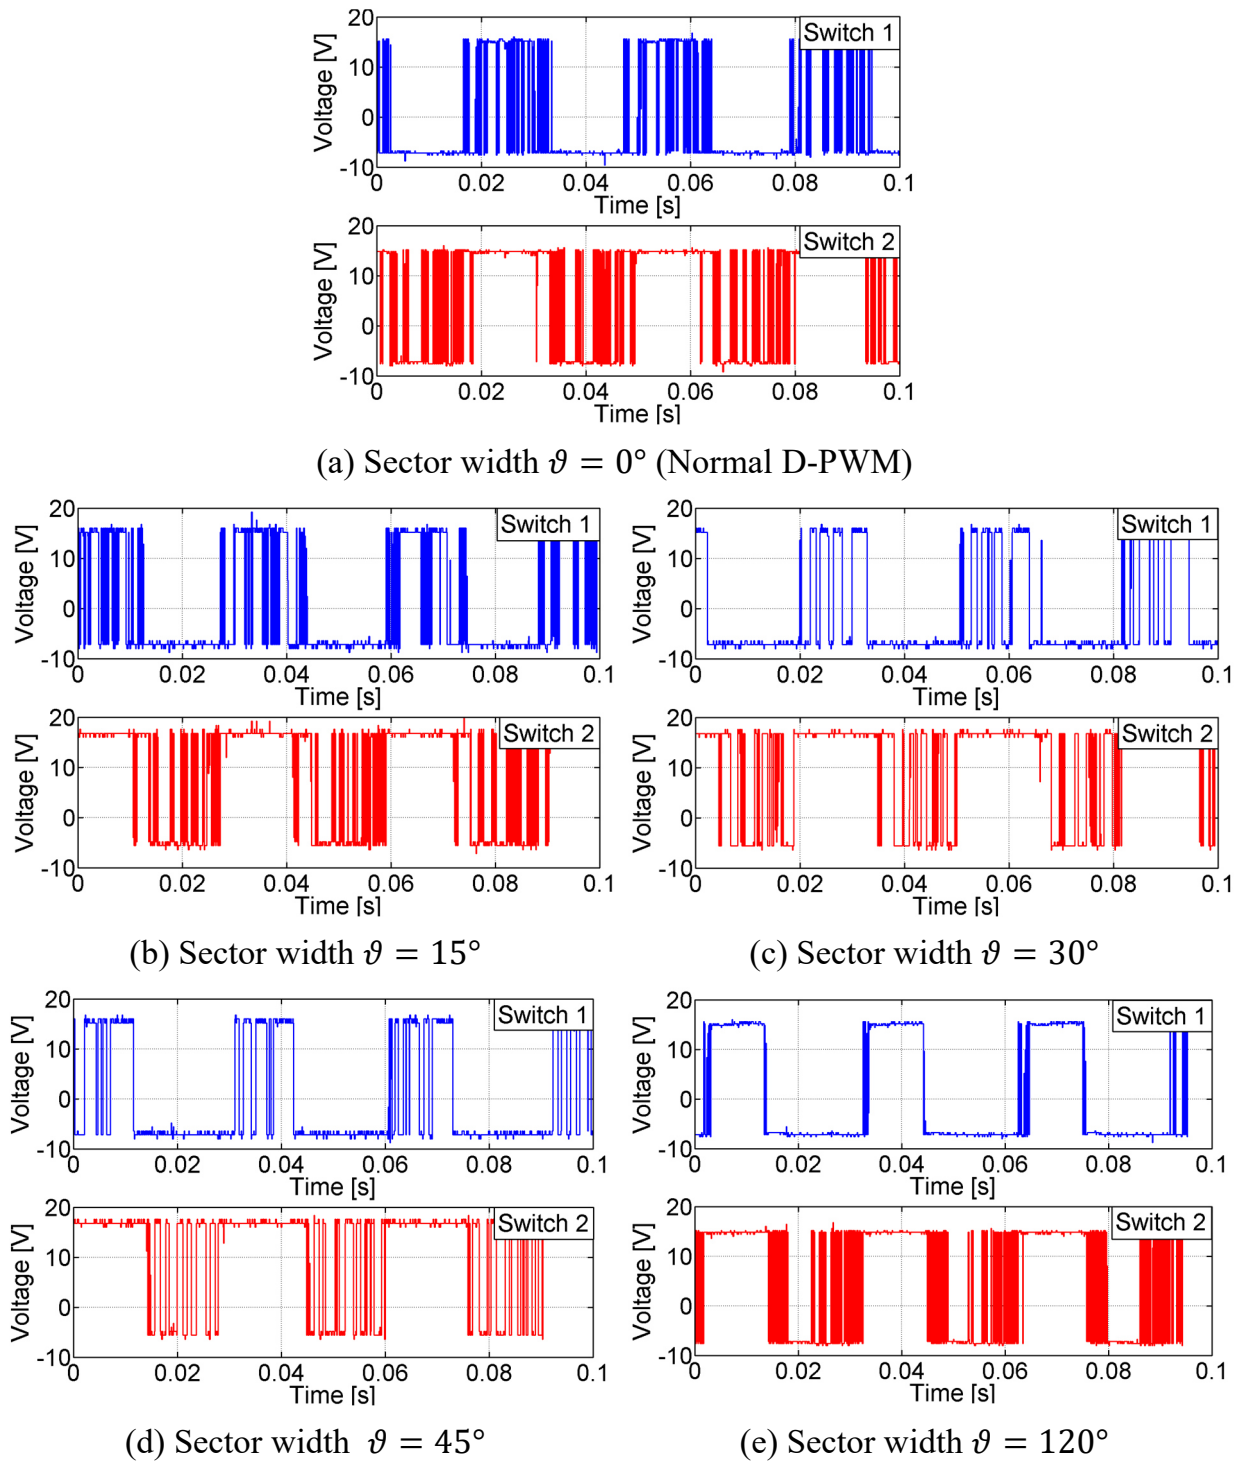 Switch 1
Voltage [V]
20
10
0
-10
0 0.02 0.04 0.06 0.08 0.1
Time [s]
Switch 2
Voltage [V]
20
10
0
-10
0 0.02 0.04 0.06 0.08 0.1
Time [s]
(a) Sector width ϑ = 0° (Normal D-PWM)
Switch 1
Voltage [V]
20
10
0
-10
0 0.02 0.04 0.06 0.08 0.1
Time [s]
Switch 2
Voltage [V]
20
10
0
-10
0 0.02 0.04 0.06 0.08 0.1
Time [s]
(b) Sector width ϑ = 15°
Switch 1
Voltage [V]
20
10
0
-10
0 0.02 0.04 0.06 0.08 0.1
Time [s]
Switch 2
Voltage [V]
20
10
0
-10
0 0.02 0.04 0.06 0.08 0.1
Time [s]
(c) Sector width ϑ = 30°
Switch 1
Voltage [V]
20
10
0
-10
0 0.02 0.04 0.06 0.08 0.1
Time [s]
Switch 2
Voltage [V]
20
10
0
-10
0 0.02 0.04 0.06 0.08 0.1
Time [s]
(d) Sector width ϑ = 45°
Switch 1
Voltage [V]
20
10
0
-10
0 0.02 0.04 0.06 0.08 0.1
Time [s]
Switch 2
Voltage [V]
20
10
0
-10
0 0.02 0.04 0.06 0.08 0.1
Time [s]
(e) Sector width ϑ = 120°